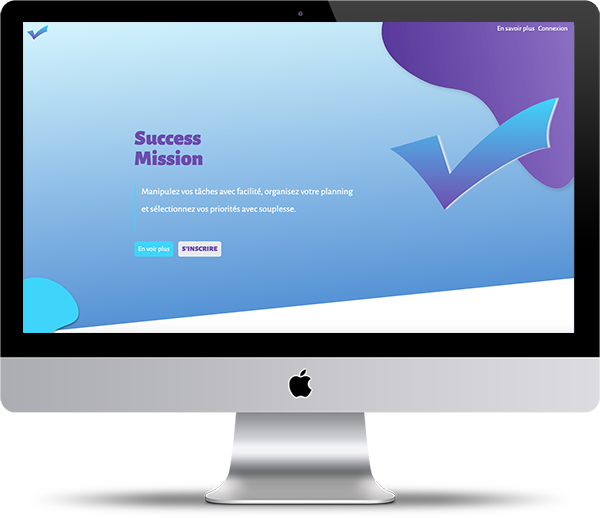 En savoir plus Connexion
Success
Mission
Manipulez vos tâches avec facilité, organisez votre planning
et sélectionnez vos priorités avec souplesse.
En voir plus S'INSCRIRE